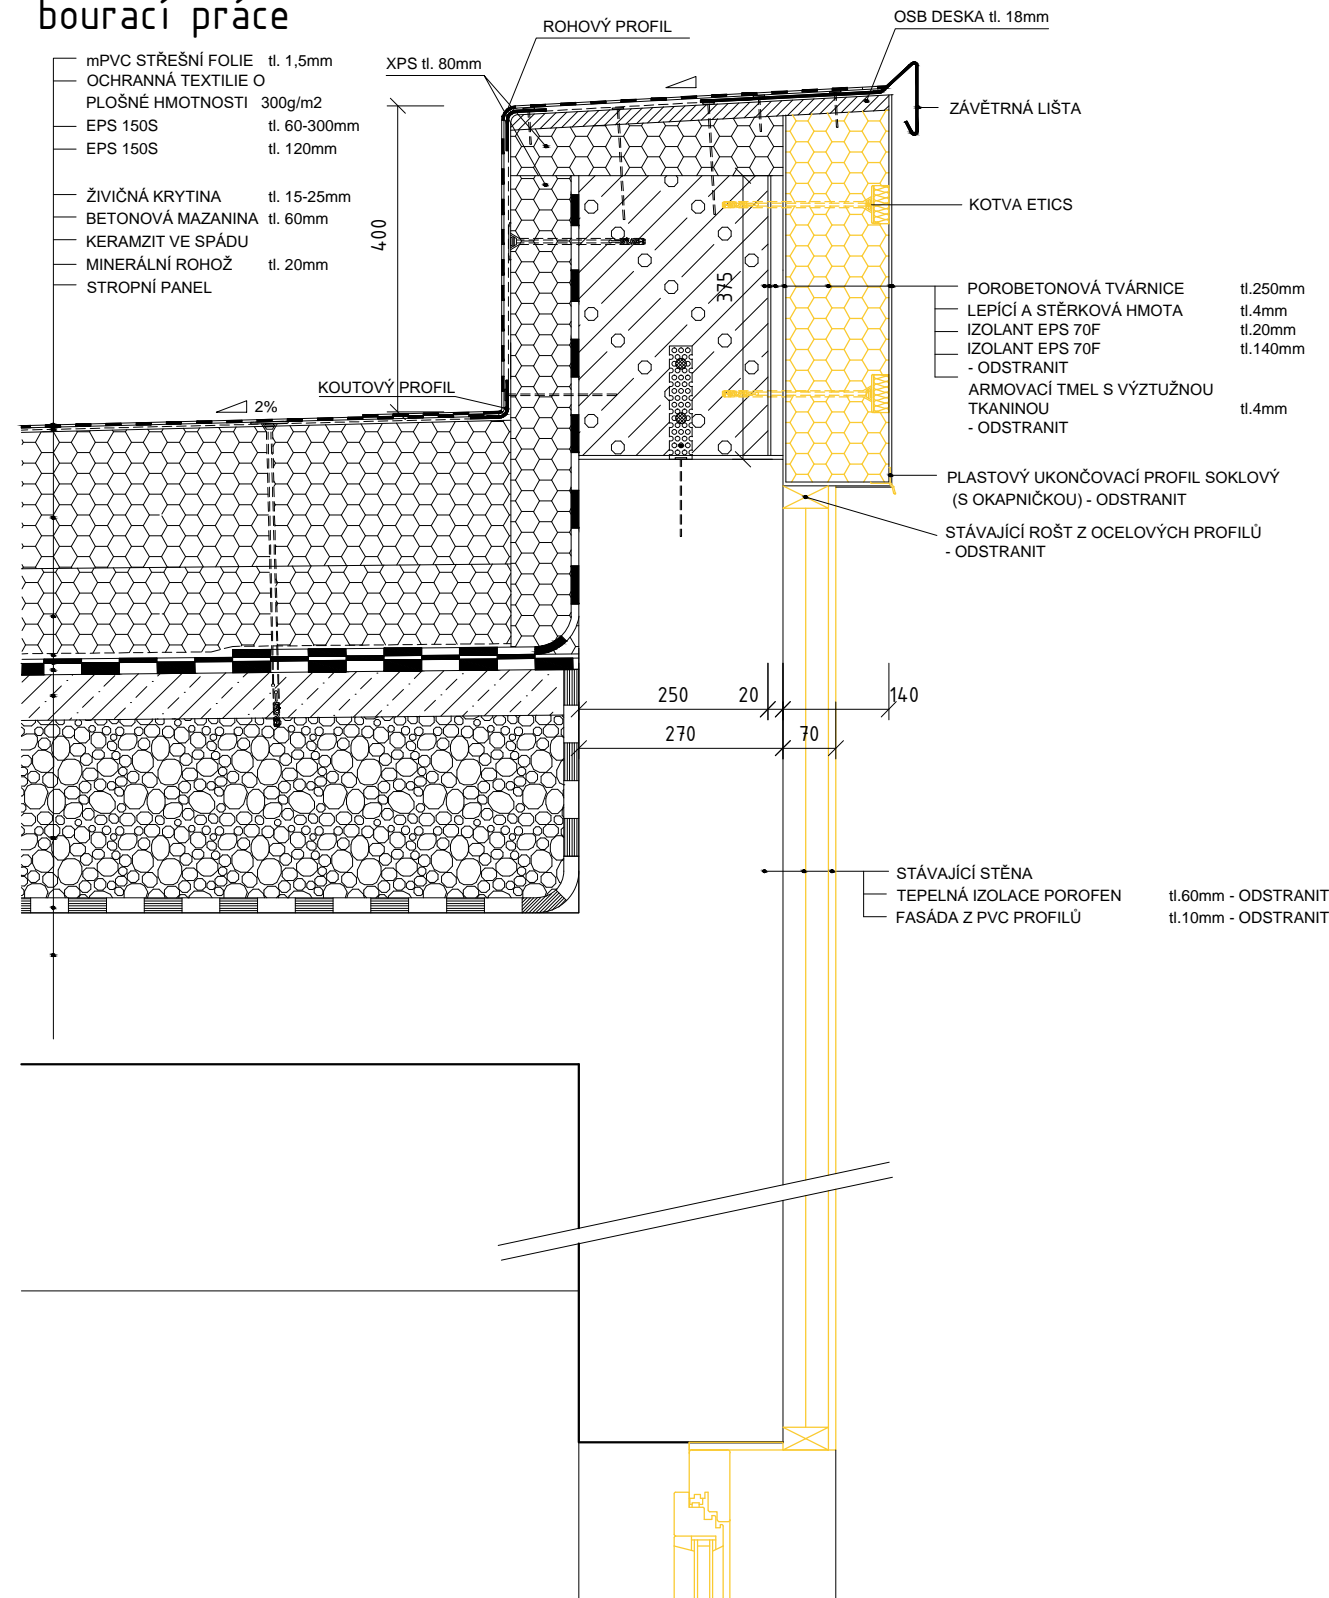 bourací práce
mPVC STŘEŠNÍ FOLIE tl. 1,5mm
OCHRANNÁ TEXTILIE O
PLOŠNÉ HMOTNOSTI 300g/m2
EPS 150S tl. 60-300mm
EPS 150S tl. 120mm
ŽIVIČNÁ KRYTINA tl. 15-25mm
BETONOVÁ MAZANINA tl. 60mm
KERAMZIT VE SPÁDU
MINERÁLNÍ ROHOŽ tl. 20mm
STROPNÍ PANEL
XPS tl. 80mm
ROHOVÝ PROFIL
OSB DESKA tl. 18mm
ZÁVĚTRNÁ LIŠTA
KOTVA ETICS
400
375
KOUTOVÝ PROFIL
2%
POROBETONOVÁ TVÁRNICE tl.250mm
LEPÍCÍ A STĚRKOVÁ HMOTA tl.4mm
IZOLANT EPS 70F tl.20mm
IZOLANT EPS 70F tl.140mm
- ODSTRANIT
ARMOVACÍ TMEL S VÝZTUŽNOU
TKANINOU tl.4mm
- ODSTRANIT
PLASTOVÝ UKONČOVACÍ PROFIL SOKLOVÝ
(S OKAPNIČKOU) - ODSTRANIT
STÁVAJÍCÍ ROŠT Z OCELOVÝCH PROFILŮ
- ODSTRANIT
250 20 140
270 70
STÁVAJÍCÍ STĚNA
TEPELNÁ IZOLACE POROFEN tl.60mm - ODSTRANIT
FASÁDA Z PVC PROFILŮ tl.10mm - ODSTRANIT